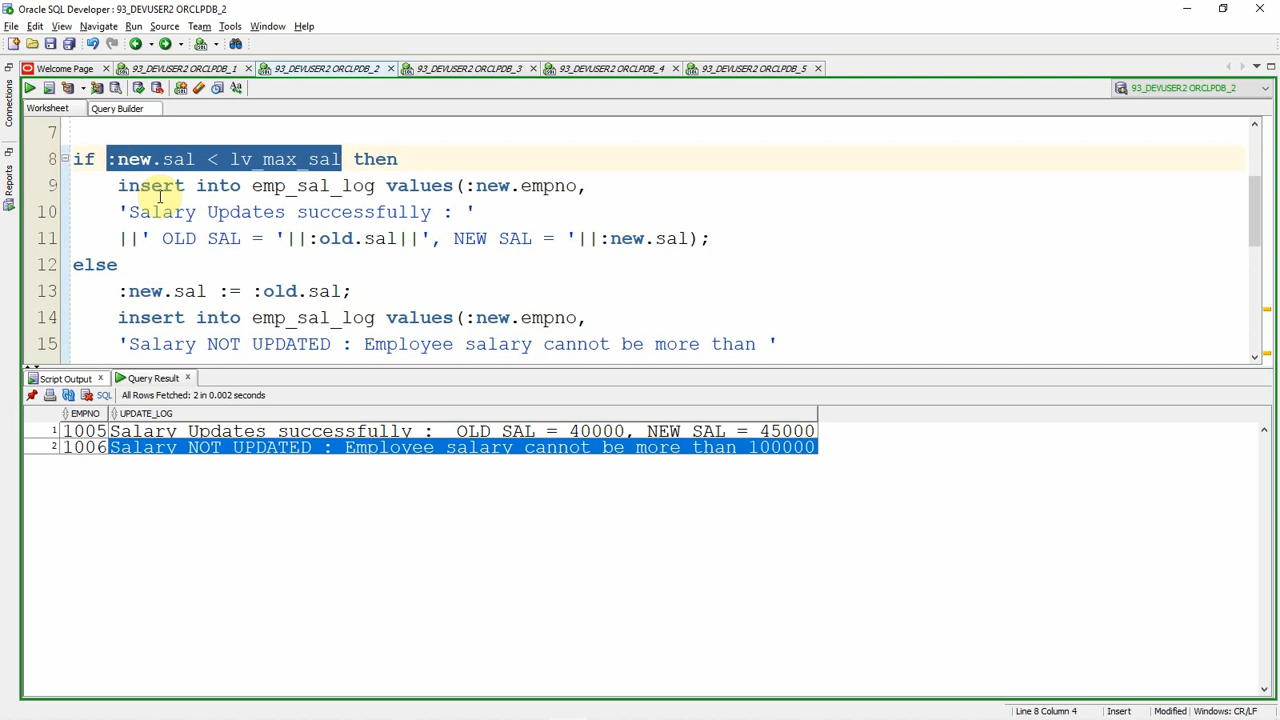 Oracle SQL Developer : 93_DEVUSER2 ORCLPDB_2
File Edit View Navigate Run Source Team Tools Window Help
Welcome Page 93_DEVUSER2 ORCLPDB_1 93_DEVUSER2 ORCLPDB_2 93_DEVUSER2 ORCLPDB_3 93_DEVUSER2 ORCLPDB_4 93_DEVUSER2 ORCLPDB_5
93_DEVUSER2 ORCLPDB_2
Connections
Reports
Worksheet Query Builder
7
8 if :new.sal < lv_max_sal then
9 insert into emp_sal_log values(:new.empno,
10 'Salary Updates successfully : '
11 ||' OLD SAL = '||:old.sal||', NEW SAL = '||:new.sal);
12 else
13 :new.sal := :old.sal;
14 insert into emp_sal_log values(:new.empno,
15 'Salary NOT UPDATED : Employee salary cannot be more than '
Script Output Query Result
SQL All Rows Fetched: 2 in 0.002 seconds
EMPNO UPDATE_LOG
1 1005 Salary Updates successfully : OLD SAL = 40000, NEW SAL = 45000
2 1006 Salary NOT UPDATED : Employee salary cannot be more than 100000
Line 8 Column 4 Insert Modified Windows: CR/LF